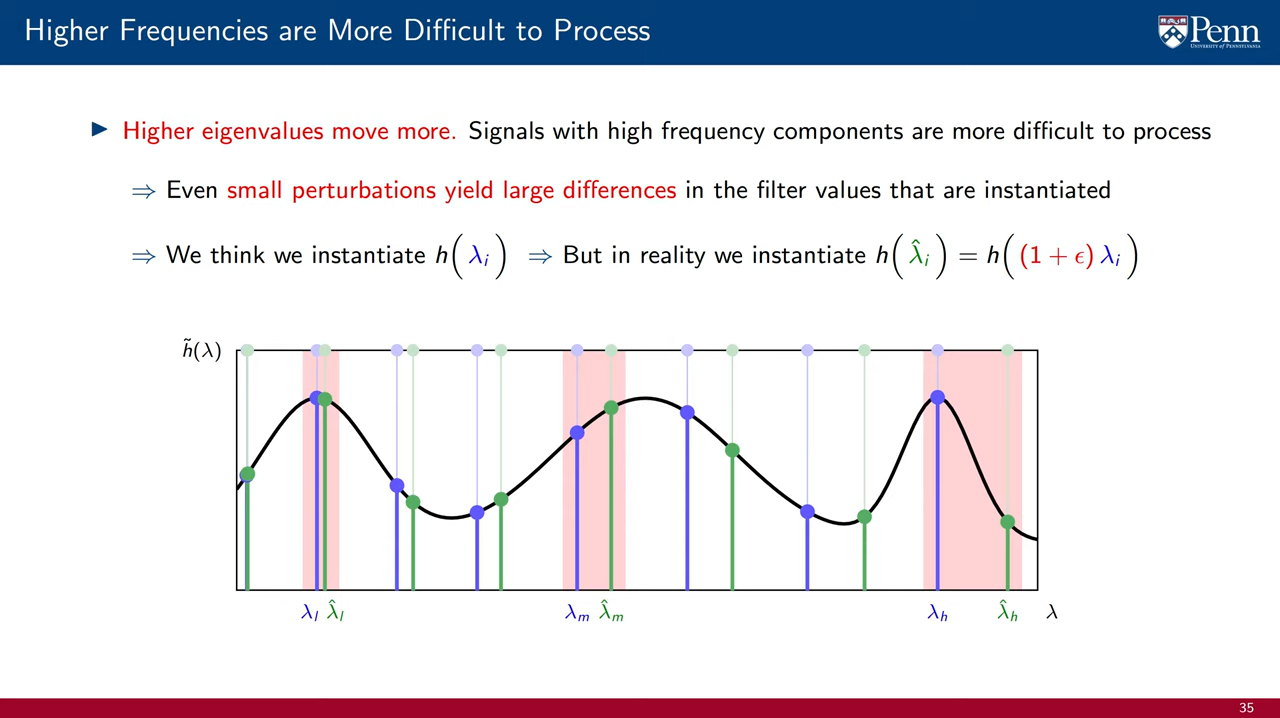 Higher Frequencies are More Difficult to Process
Penn
UNIVERSITY OF PENNSYLVANIA
▶ Higher eigenvalues move more. Signals with high frequency components are more difficult to process
⇒ Even small perturbations yield large differences in the filter values that are instantiated
⇒ We think we instantiate h(λᵢ) ⇒ But in reality we instantiate h(λ̂ᵢ) = h((1 + ϵ) λᵢ)
h̃(λ)
λₗ λ̂ₗ λₘ λ̂ₘ λₕ λ̂ₕ λ
35